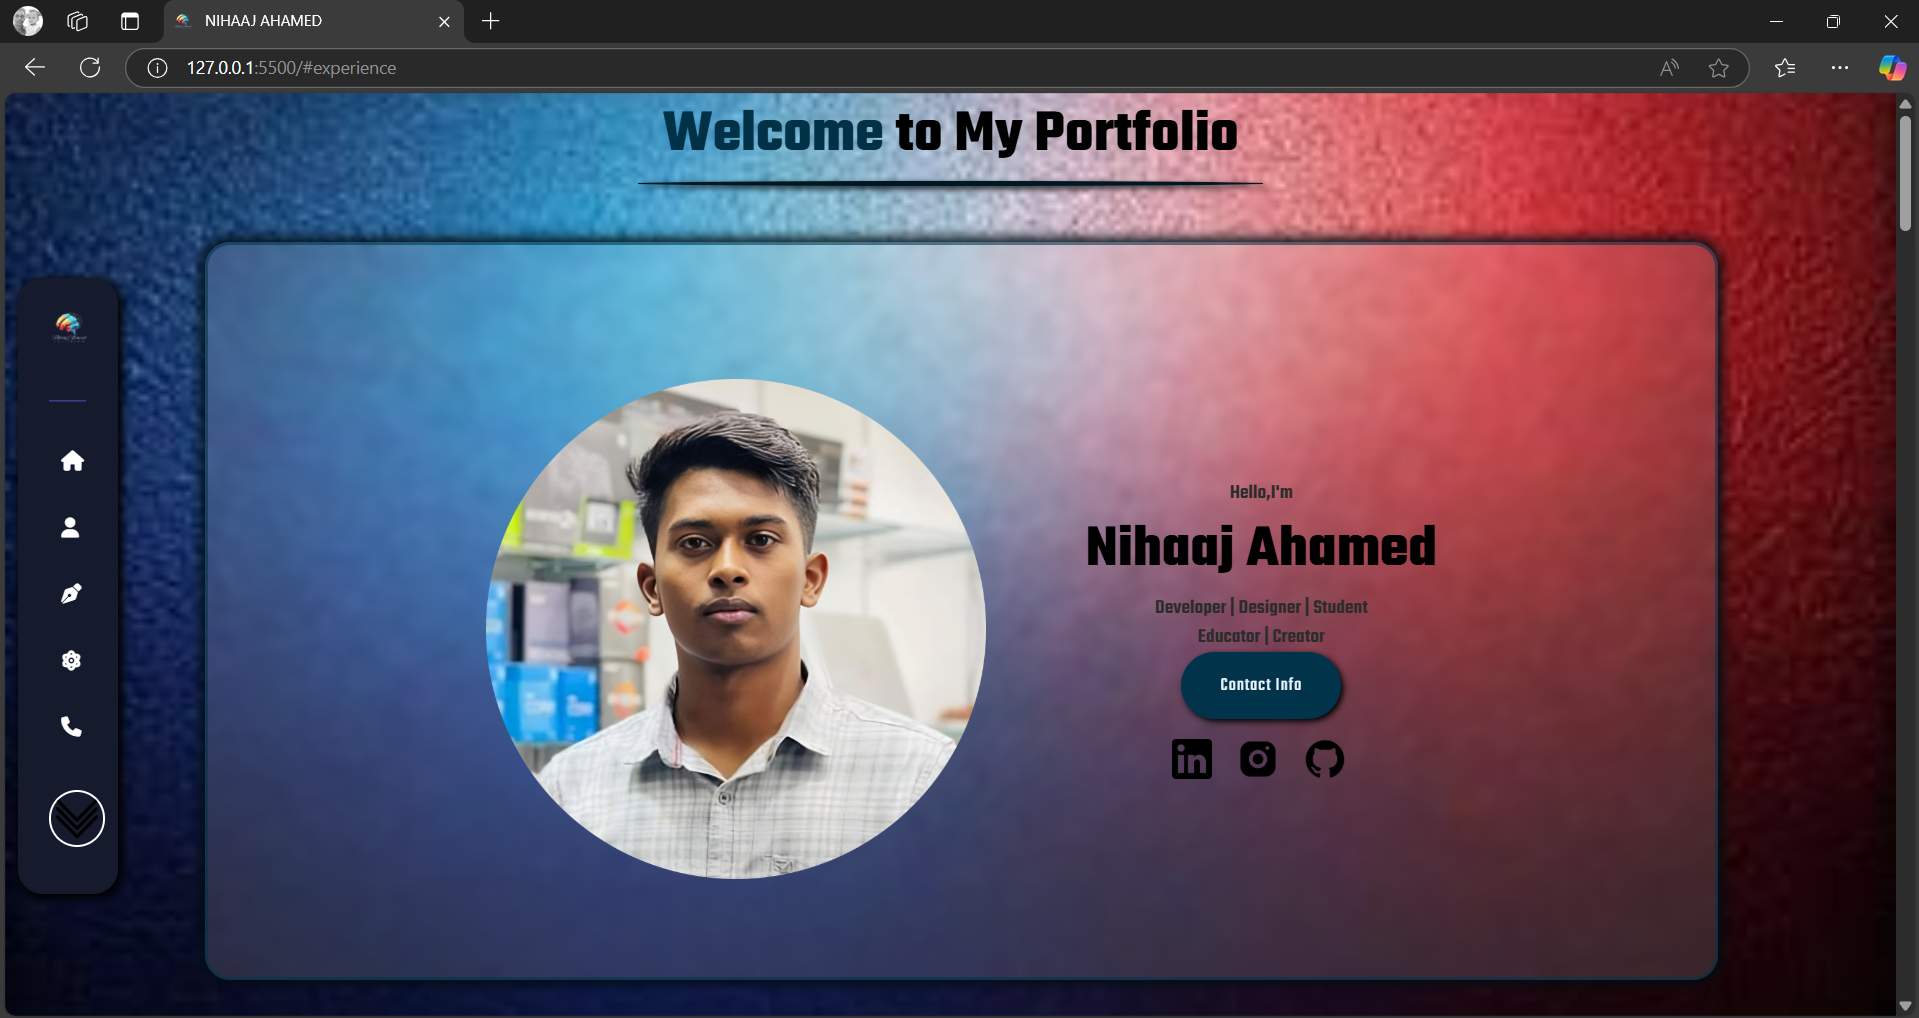 NIHAAJ AHAMED
127.0.0.1:5500/#experience
Welcome to My Portfolio
Hello,I'm
Nihaaj Ahamed
Developer | Designer | Student
Educator | Creator
Contact Info
in